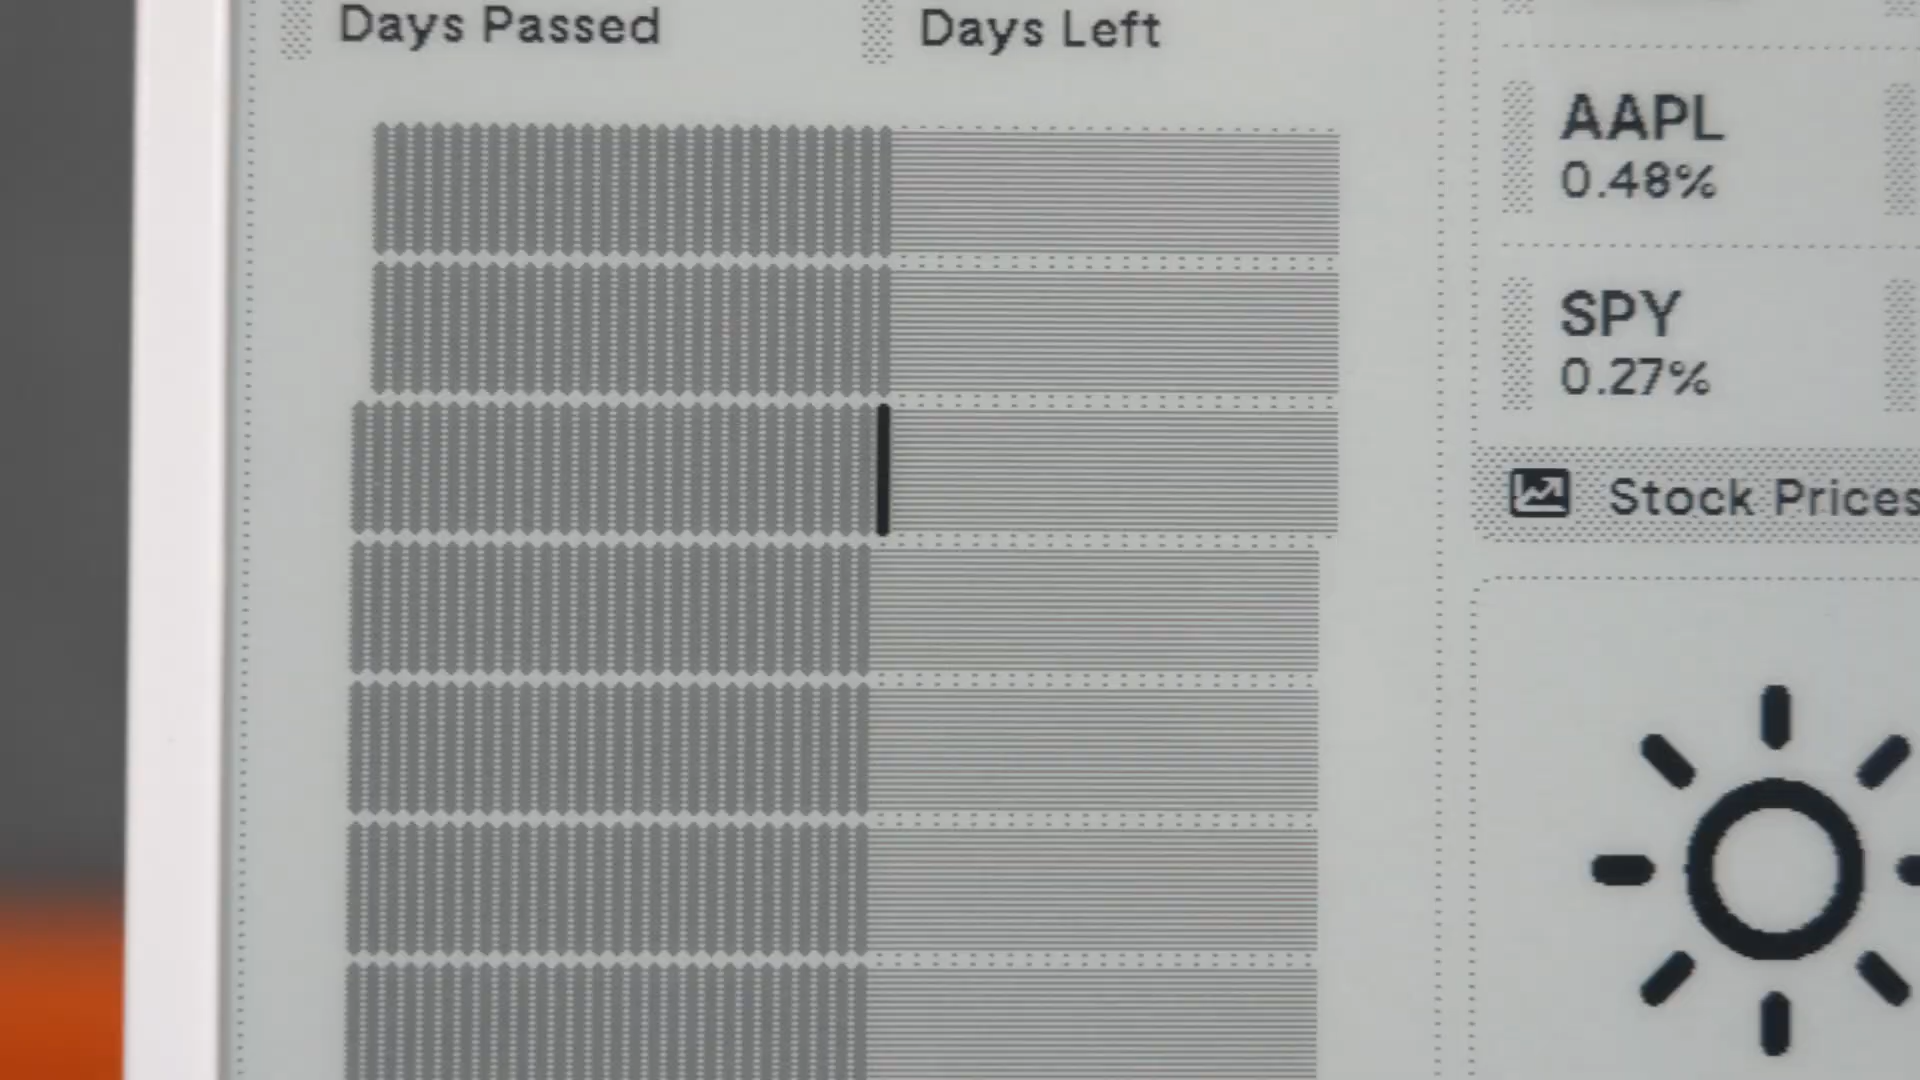 Days Passed
Days Left
AAPL
0.48%
SPY
0.27%
Stock Prices